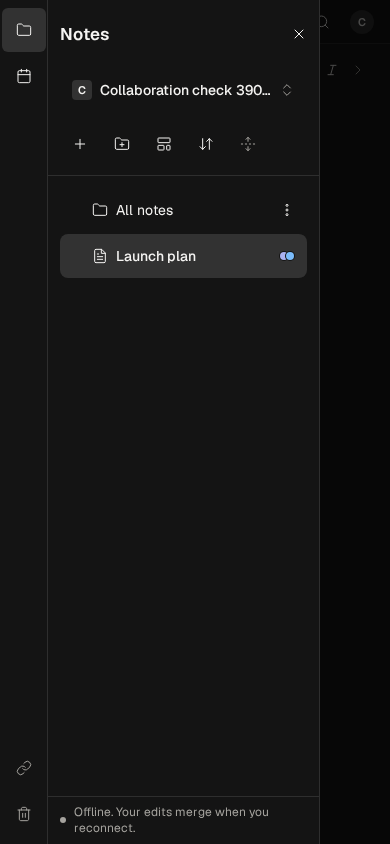 Notes
C
C Collaboration check 390...
I
All notes
Launch plan
Offline. Your edits merge when you
reconnect.